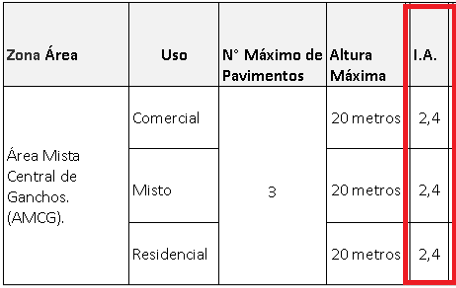 Zona Área Uso N° Máximo de Pavimentos Altura Máxima I.A.
Área Mista Central de Ganchos. (AMCG).
Comercial 20 metros 2,4
Misto 3 20 metros 2,4
Residencial 20 metros 2,4